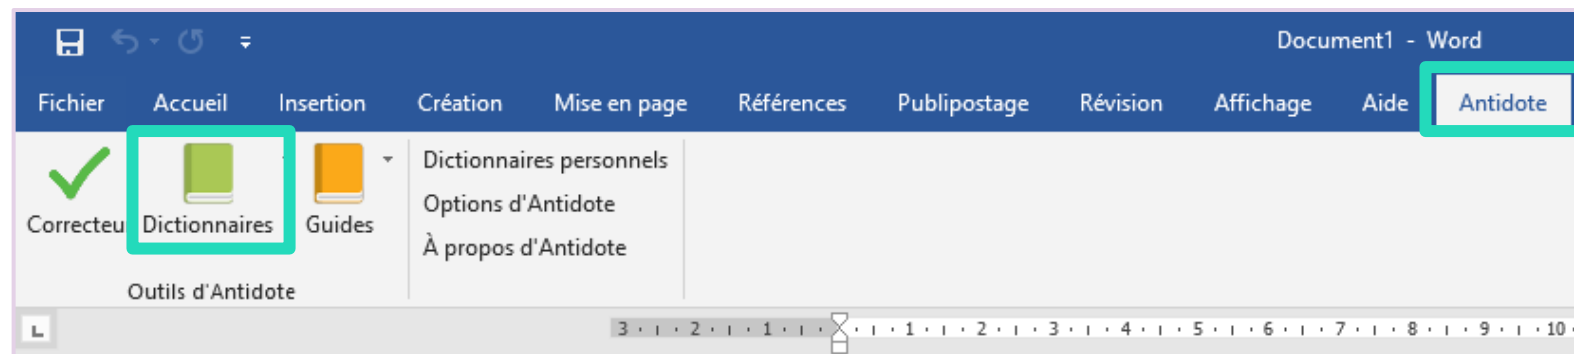 Document1 - Word
Fichier Accueil Insertion Création Mise en page Références Publipostage Révision Affichage Aide Antidote
Dictionnaires personnels
Options d'Antidote
Correcteu Dictionnaires Guides
À propos d'Antidote
Outils d'Antidote
L 3 2 1 1 2 3 4 5 6 7 8 9 10